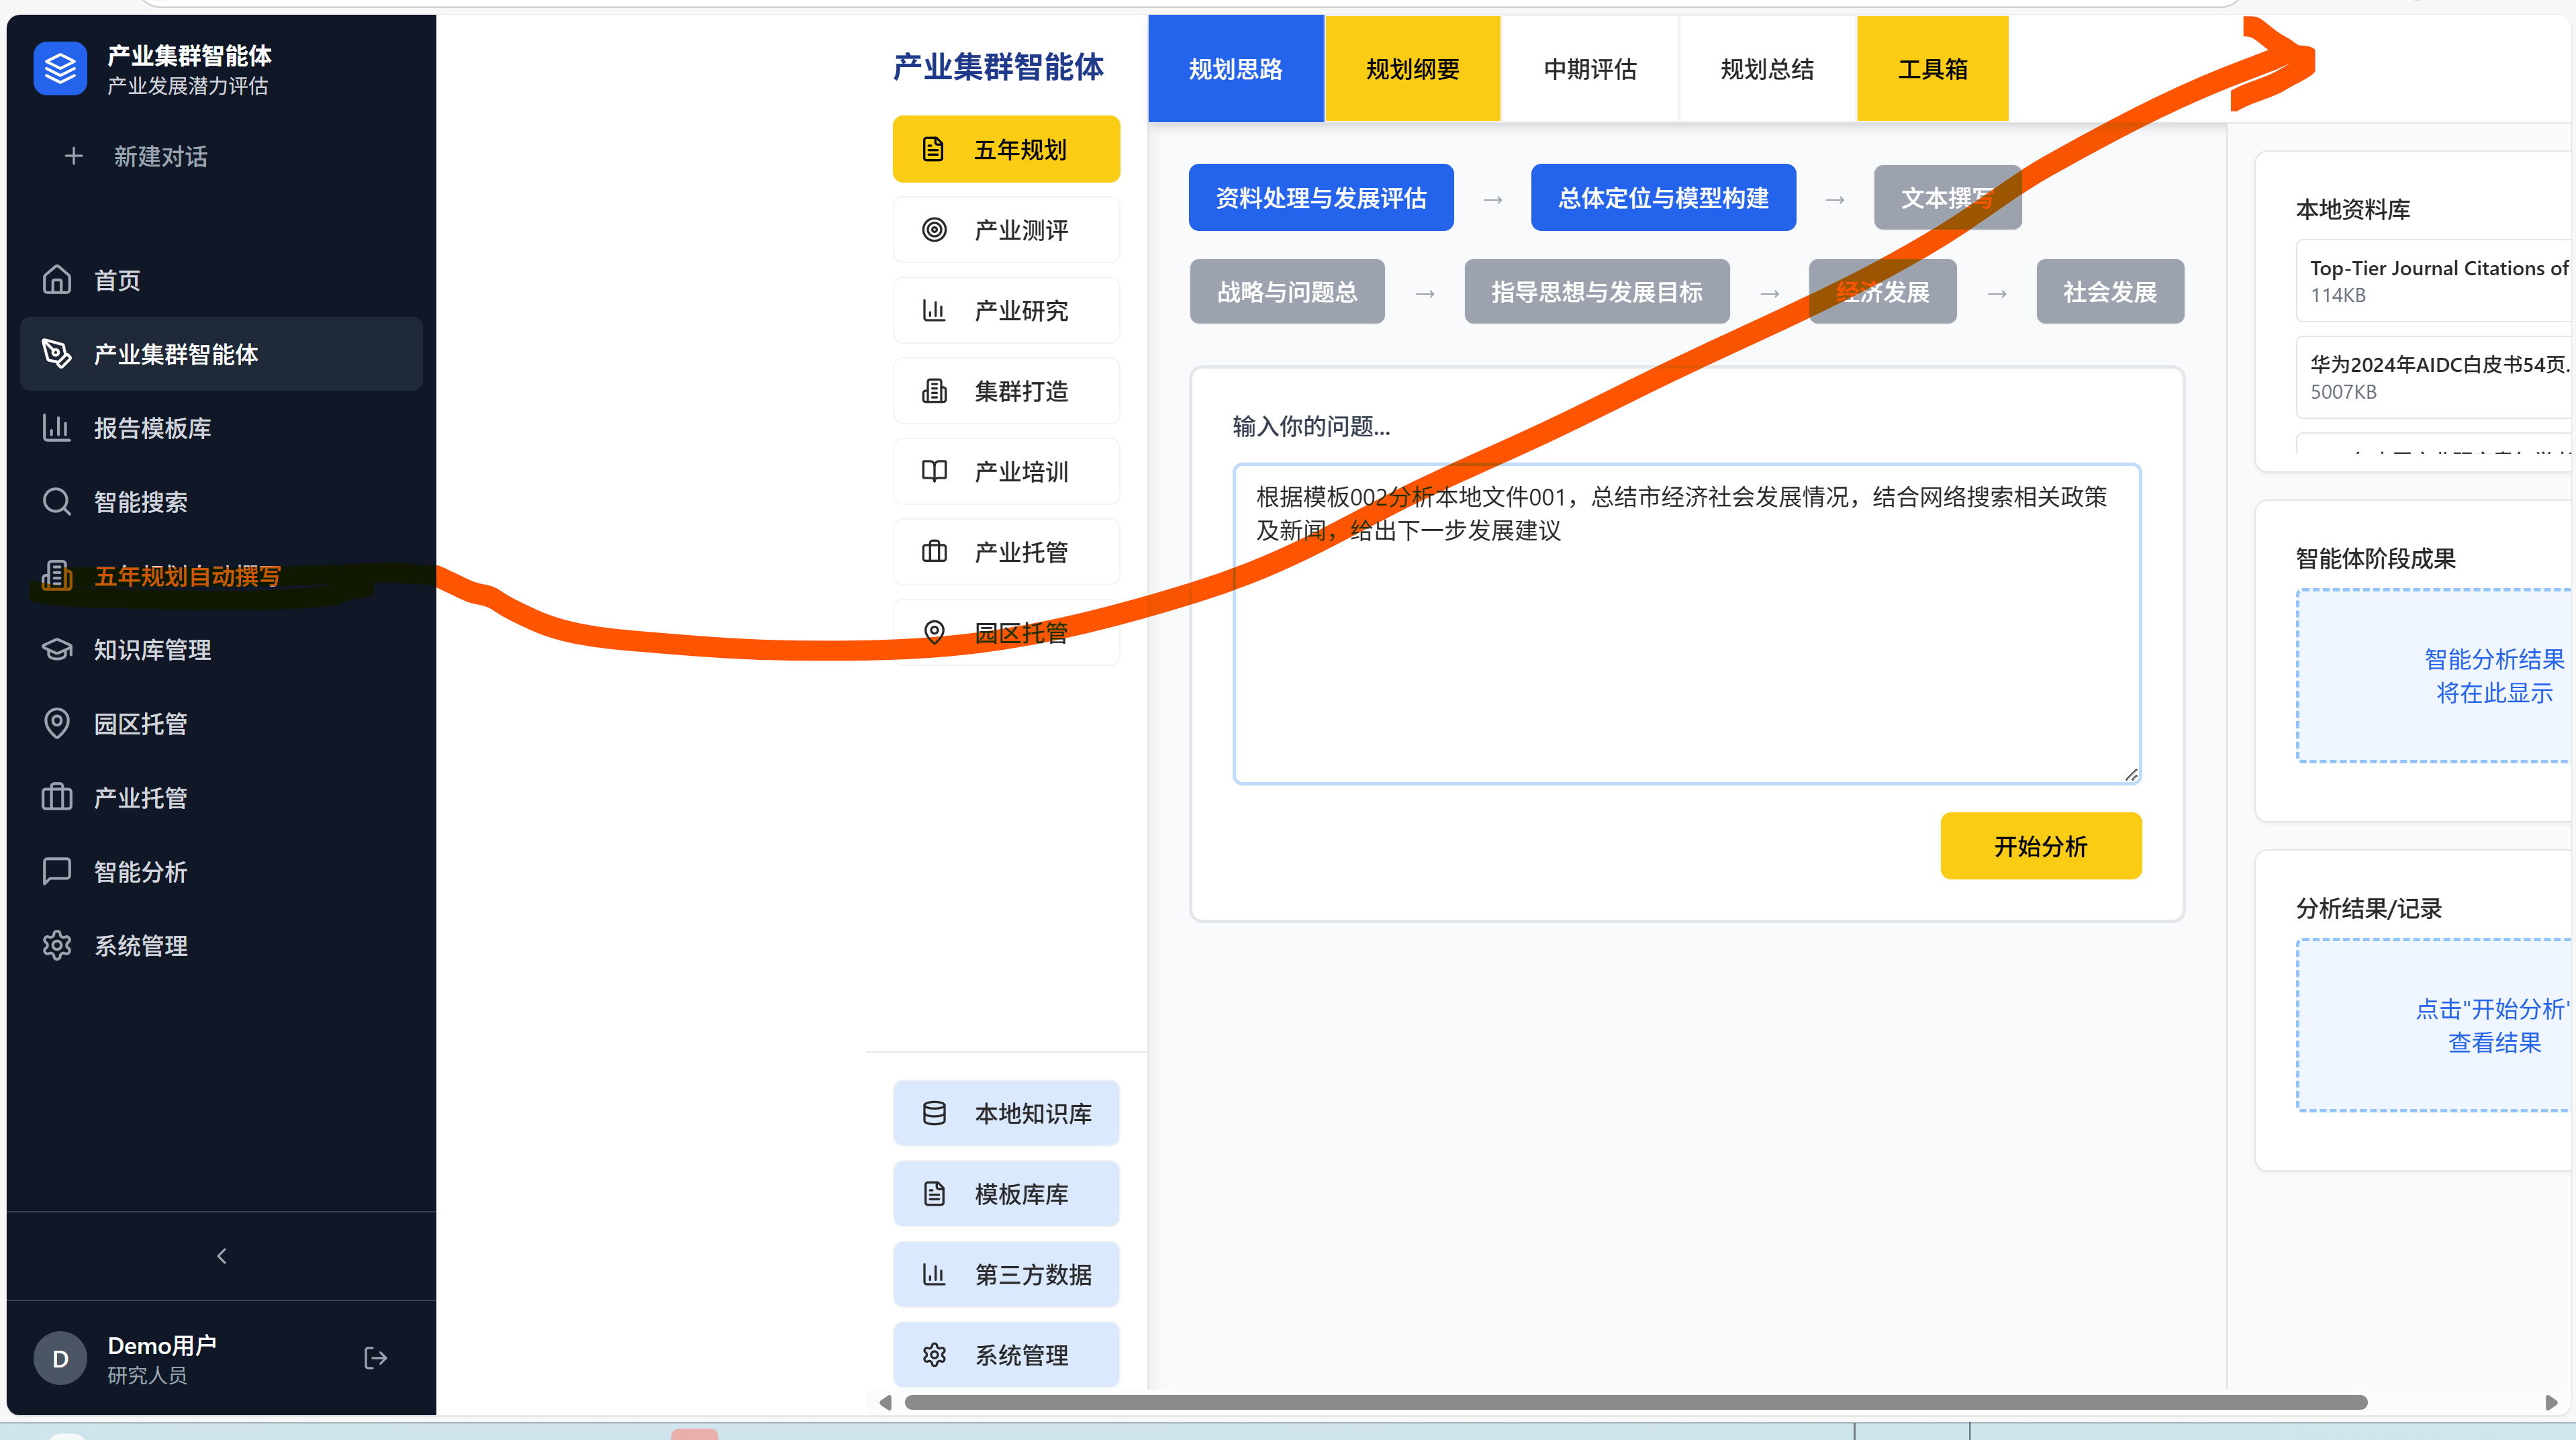 产业集群智能体
产业发展潜力评估
新建对话
首页
产业集群智能体
报告模板库
智能搜索
五年规划自动撰写
知识库管理
园区托管
产业托管
智能分析
系统管理
D
Demo用户
研究人员
产业集群智能体
五年规划
产业测评
产业研究
集群打造
产业培训
产业托管
园区托管
本地知识库
模板库库
第三方数据
系统管理
规划思路 规划纲要 中期评估 规划总结 工具箱
资料处理与发展评估 → 总体定位与模型构建 → 文本撰写
战略与问题总 → 指导思想与发展目标 → 经济发展 → 社会发展
输入你的问题...
根据模板002分析本地文件001，总结市经济社会发展情况，结合网络搜索相关政策
及新闻，给出下一步发展建议
开始分析
本地资料库
Top-Tier Journal Citations of
114KB
华为2024年AIDC白皮书54页.
5007KB
智能体阶段成果
智能分析结果
将在此显示
分析结果/记录
点击"开始分析"
查看结果